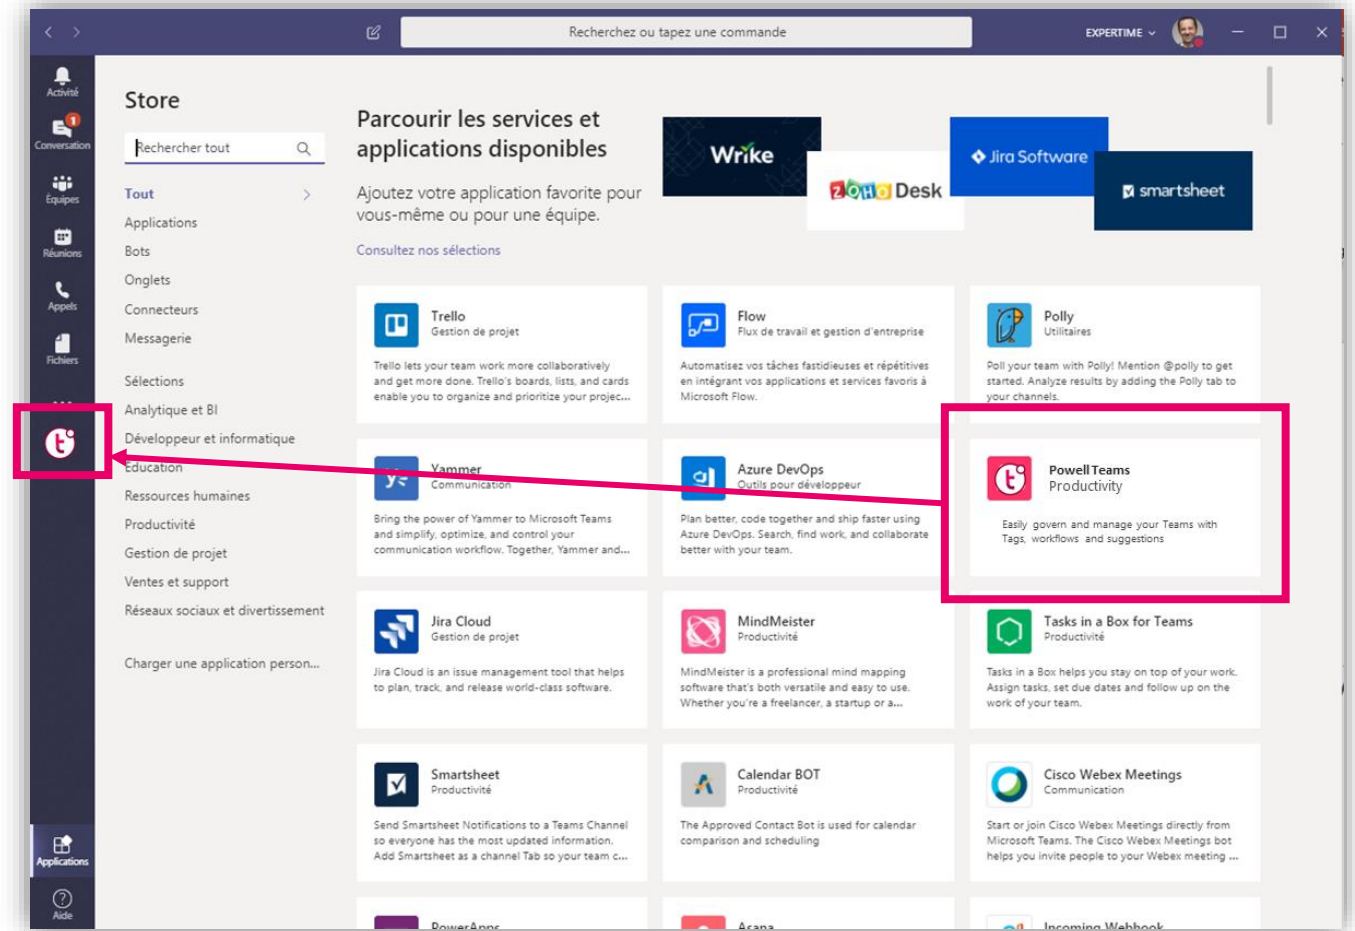 Recherchez ou tapez une commande
EXPERTIME
Activité
1
Conversation
Équipes
Réunions
Appels
Fichiers
Applications
Aide
Store
Rechercher tout
Tout
Applications
Bots
Onglets
Connecteurs
Messagerie
Sélections
Analytique et BI
Développeur et informatique
Éducation
Ressources humaines
Productivité
Gestion de projet
Ventes et support
Réseaux sociaux et divertissement
Charger une application person...
Parcourir les services et
applications disponibles
Ajoutez votre application favorite pour
vous-même ou pour une équipe.
Consultez nos sélections
Wrike
ZOHO Desk
Jira Software
smartsheet
Trello
Gestion de projet
Trello lets your team work more collaboratively
and get more done. Trello's boards, lists, and cards
enable you to organize and prioritize your projec...
Flow
Flux de travail et gestion d'entreprise
Automatisez vos tâches fastidieuses et répétitives
en intégrant vos applications et services favoris à
Microsoft Flow.
Polly
Utilitaires
Poll your team with Polly! Mention @polly to get
started. Analyze results by adding the Polly tab to
your channels.
Yammer
Communication
Bring the power of Yammer to Microsoft Teams
and simplify, optimize, and control your
communication workflow. Together, Yammer and...
Azure DevOps
Outils pour développeur
Plan better, code together and ship faster using
Azure DevOps. Search, find work, and collaborate
better with your team.
Powell Teams
Productivity
Easily govern and manage your Teams with
Tags, workflows and suggestions
Jira Cloud
Gestion de projet
Jira Cloud is an issue management tool that helps
to plan, track, and release world-class software.
MindMeister
Productivité
MindMeister is a professional mind mapping
software that's both versatile and easy to use.
Whether you're a freelancer, a startup or a...
Tasks in a Box for Teams
Productivité
Tasks in a Box helps you stay on top of your work.
Assign tasks, set due dates and follow up on the
work of your team.
Smartsheet
Productivité
Send Smartsheet Notifications to a Teams Channel
so everyone has the most updated information.
Add Smartsheet as a channel Tab so your team c...
Calendar BOT
Productivité
The Approved Contact Bot is used for calendar
comparison and scheduling
Cisco Webex Meetings
Communication
Start or join Cisco Webex Meetings directly from
Microsoft Teams. The Cisco Webex Meetings bot
helps you invite people to your Webex meeting ...
PowerApps
Asana
Incoming Webhook